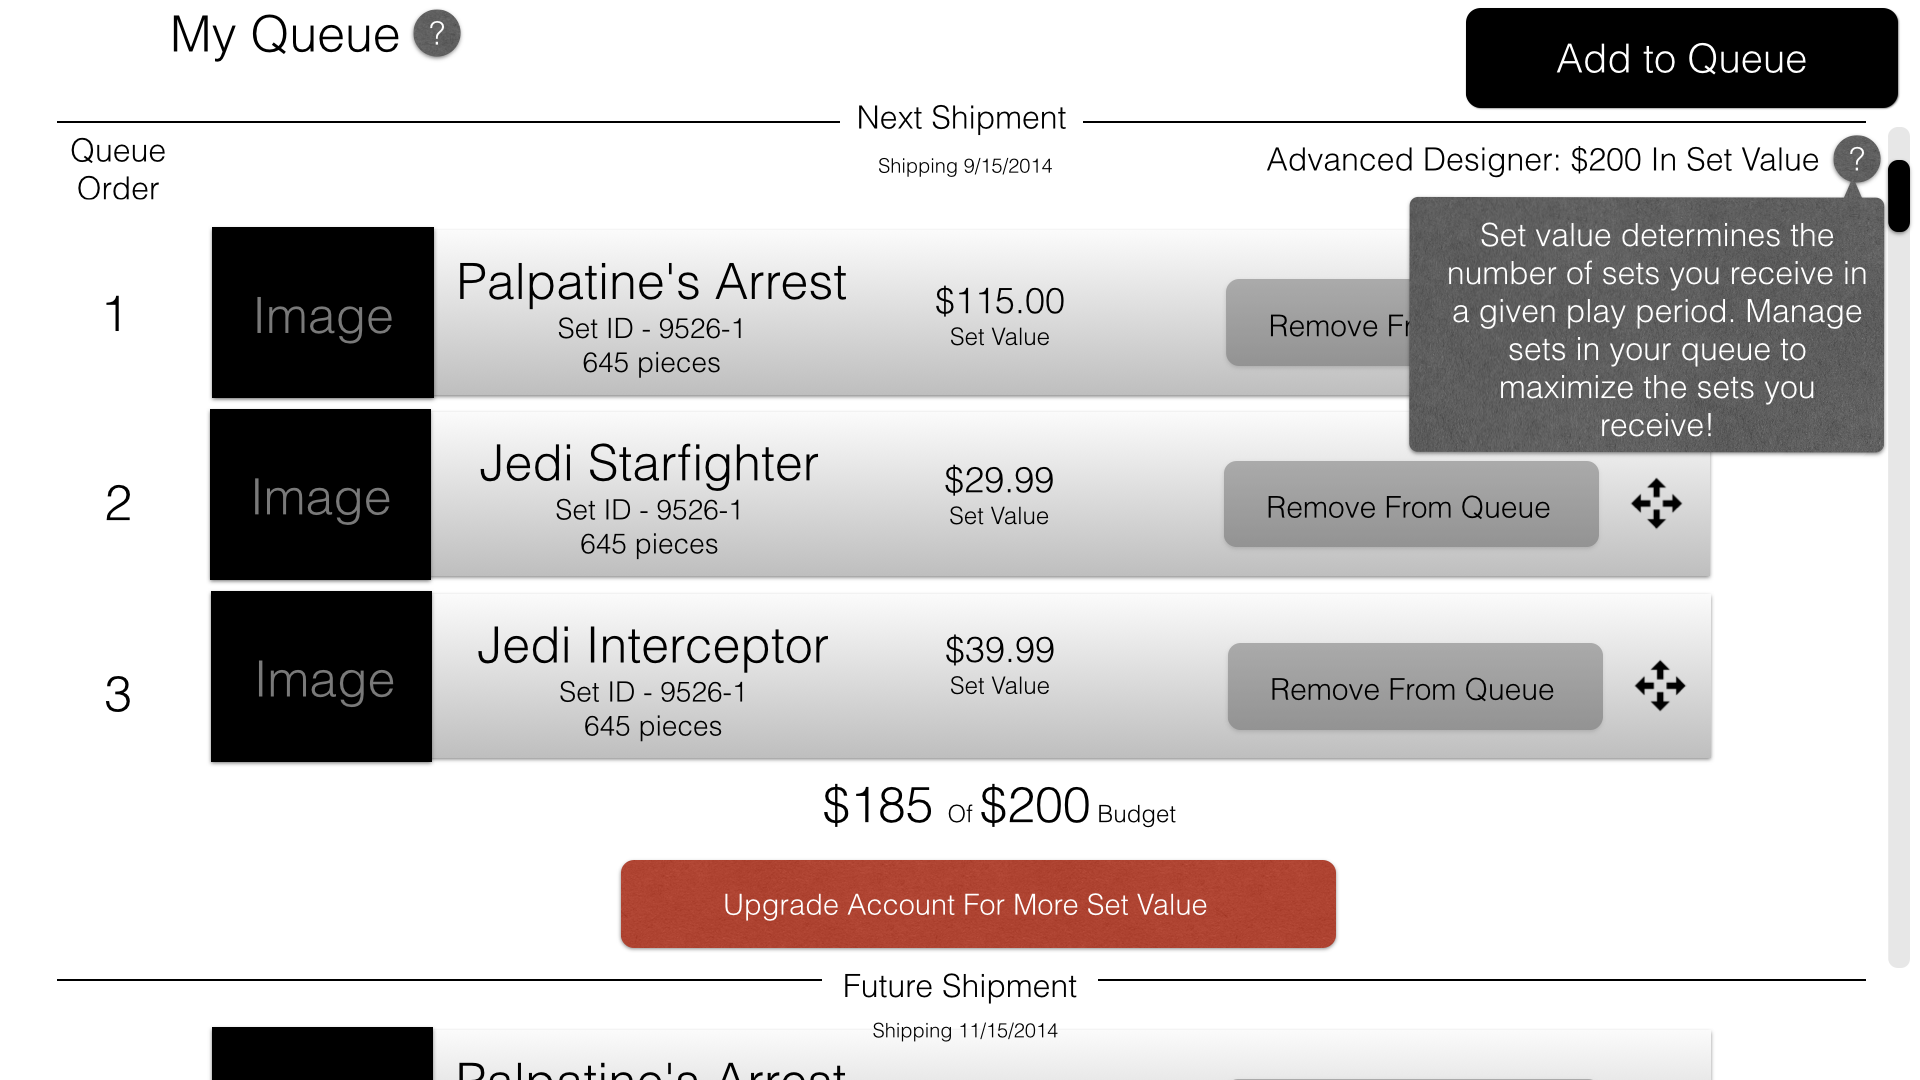 My Queue ?
Add to Queue
Next Shipment
Shipping 9/15/2014
Queue
Order
Advanced Designer: $200 In Set Value ?
Set value determines the
number of sets you receive in
a given play period. Manage
sets in your queue to
maximize the sets you
receive!
1
Image
Palpatine's Arrest
Set ID - 9526-1
645 pieces
$115.00
Set Value
Remove Fr
2
Image
Jedi Starfighter
Set ID - 9526-1
645 pieces
$29.99
Set Value
Remove From Queue
3
Image
Jedi Interceptor
Set ID - 9526-1
645 pieces
$39.99
Set Value
Remove From Queue
$185 Of $200 Budget
Upgrade Account For More Set Value
Future Shipment
Shipping 11/15/2014
Palpatine's Arrest